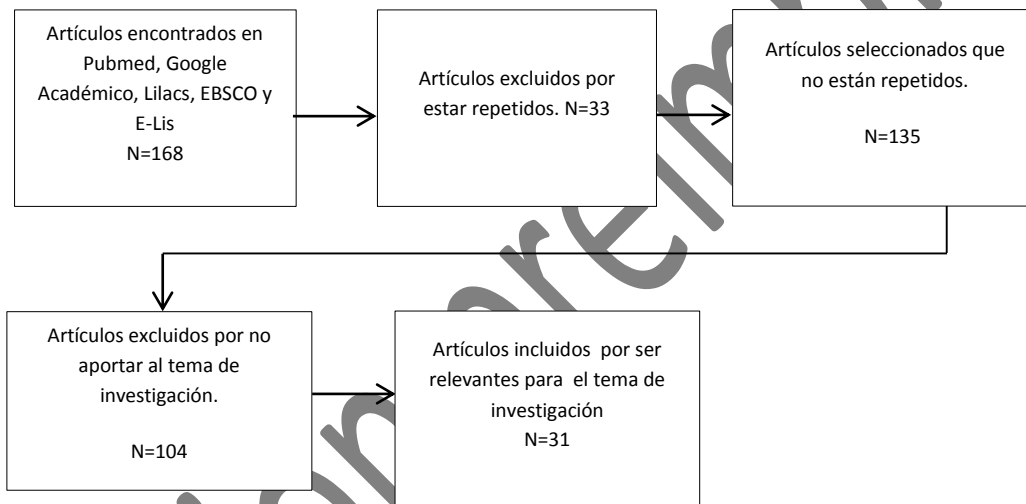 Artículos encontrados en
Pubmed, Google
Académico, Lilacs, EBSCO y
E-Lis
N=168
Artículos excluidos por
estar repetidos. N=33
Artículos seleccionados que
no están repetidos.
N=135
Artículos excluidos por no
aportar al tema de
investigación.
N=104
Artículos incluidos por ser
relevantes para el tema de
investigación
N=31